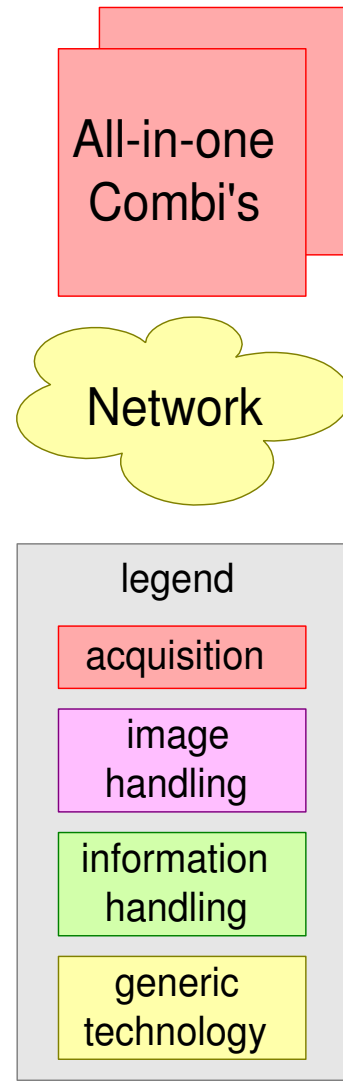 All-in-one
Combi's
Network
legend
acquisition
image
handling
information
handling
generic
technology